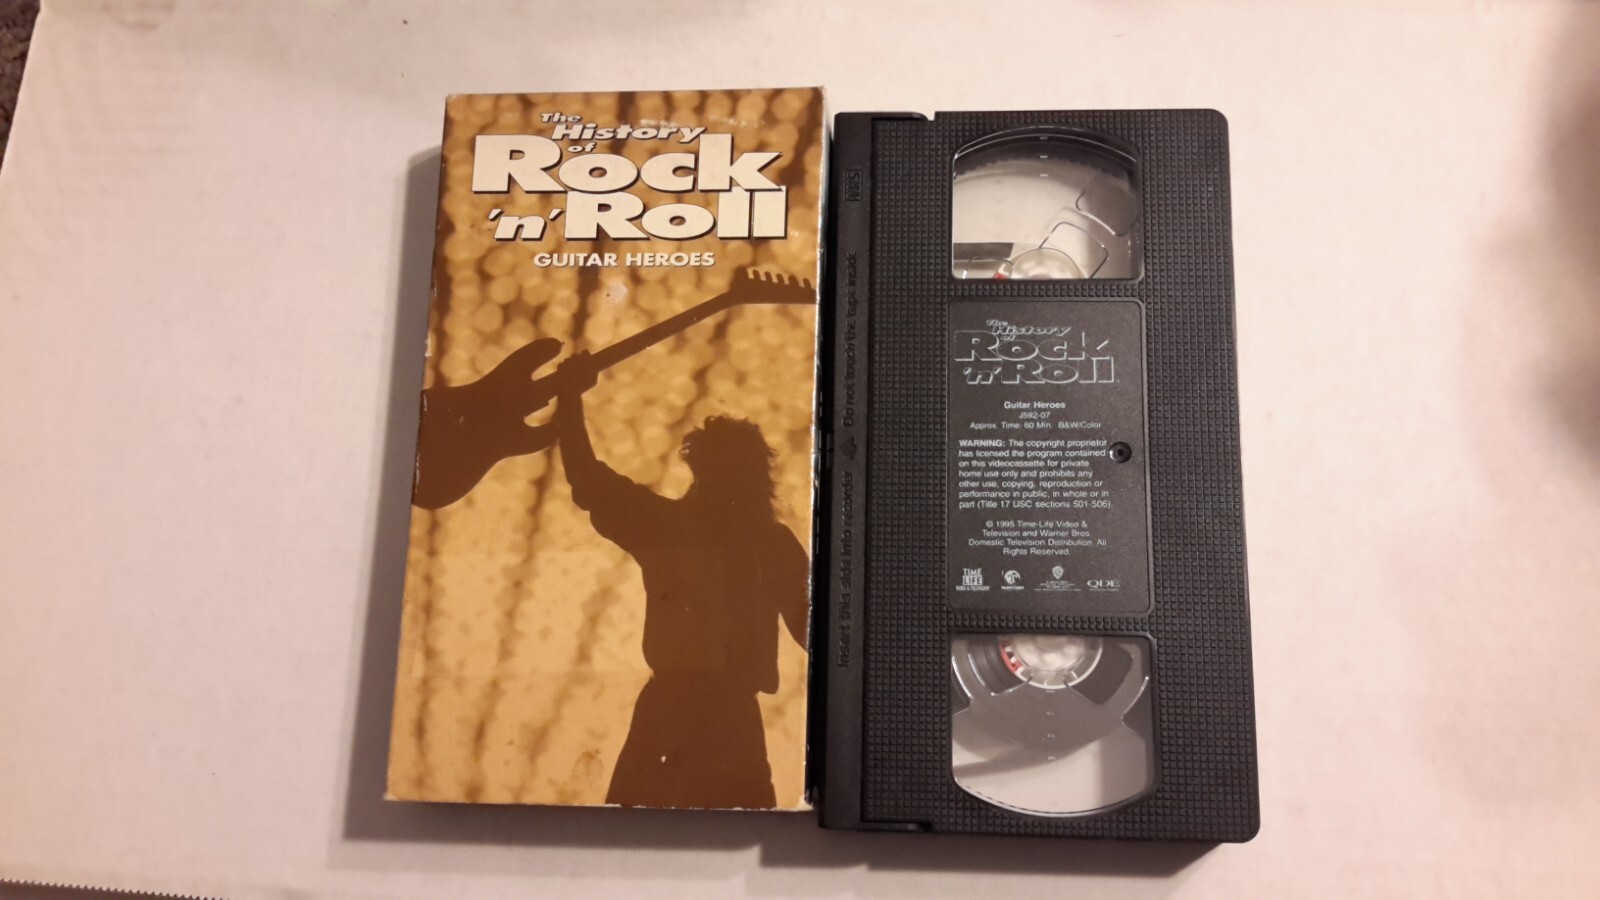 The
History
of
Rock
'n' Roll
GUITAR HEROES
VHS
Insert this side into recorder ▲ Do not touch the tape inside
The
History
of
Rock
'n' Roll
Guitar Heroes
J592-07
Approx. Time: 60 Min. B&W/Color
WARNING: The copyright proprietor
has licensed the program contained
on this videocassette for private
home use only and prohibits any
other use, copying, reproduction or
performance in public, in whole or in
part (Title 17 USC sections 501-506)
© 1995 Time-Life Video &
Television and Warner Bros.
Domestic Television Distribution. All
Rights Reserved.
TIME
LIFE
VIDEO & TELEVISION
QDE